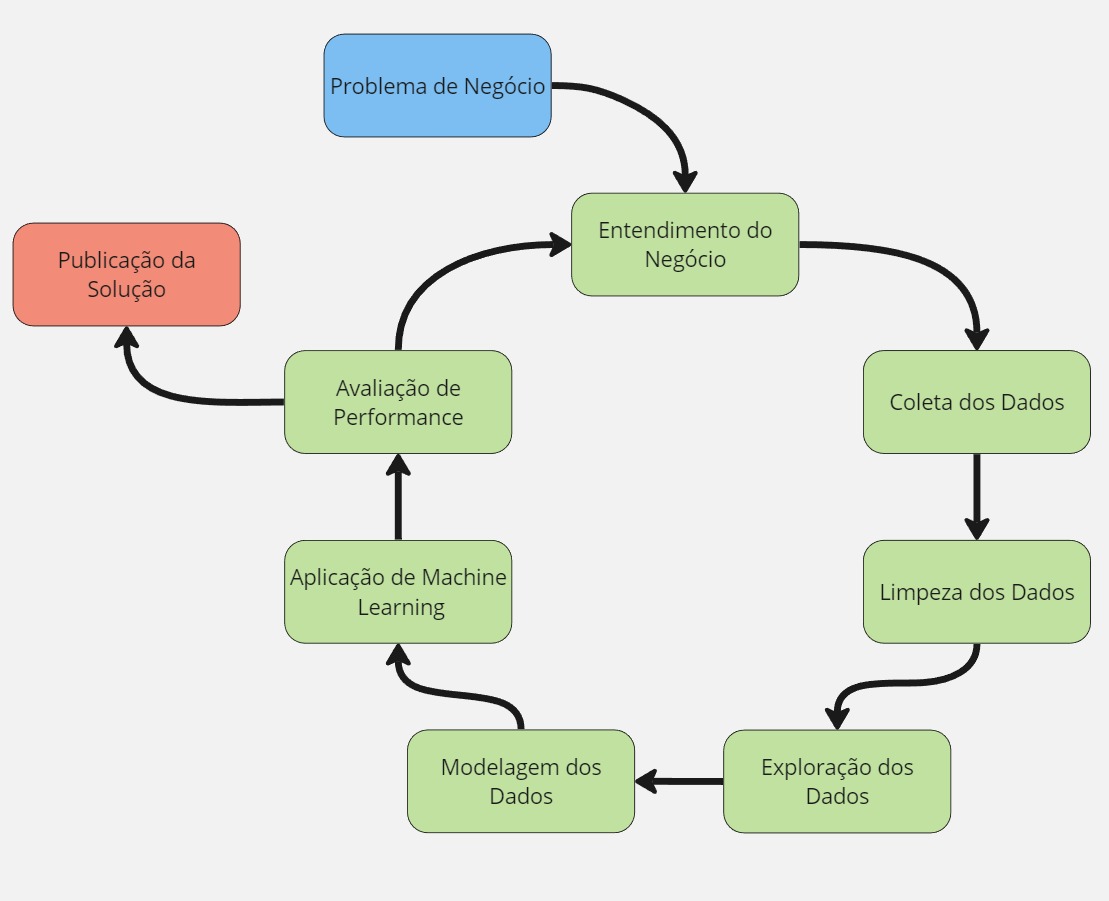 Problema de Negócio
Entendimento do
Negócio
Publicação da
Solução
Avaliação de
Performance
Coleta dos Dados
Aplicação de Machine
Learning
Limpeza dos Dados
Modelagem dos
Dados
Exploração dos
Dados